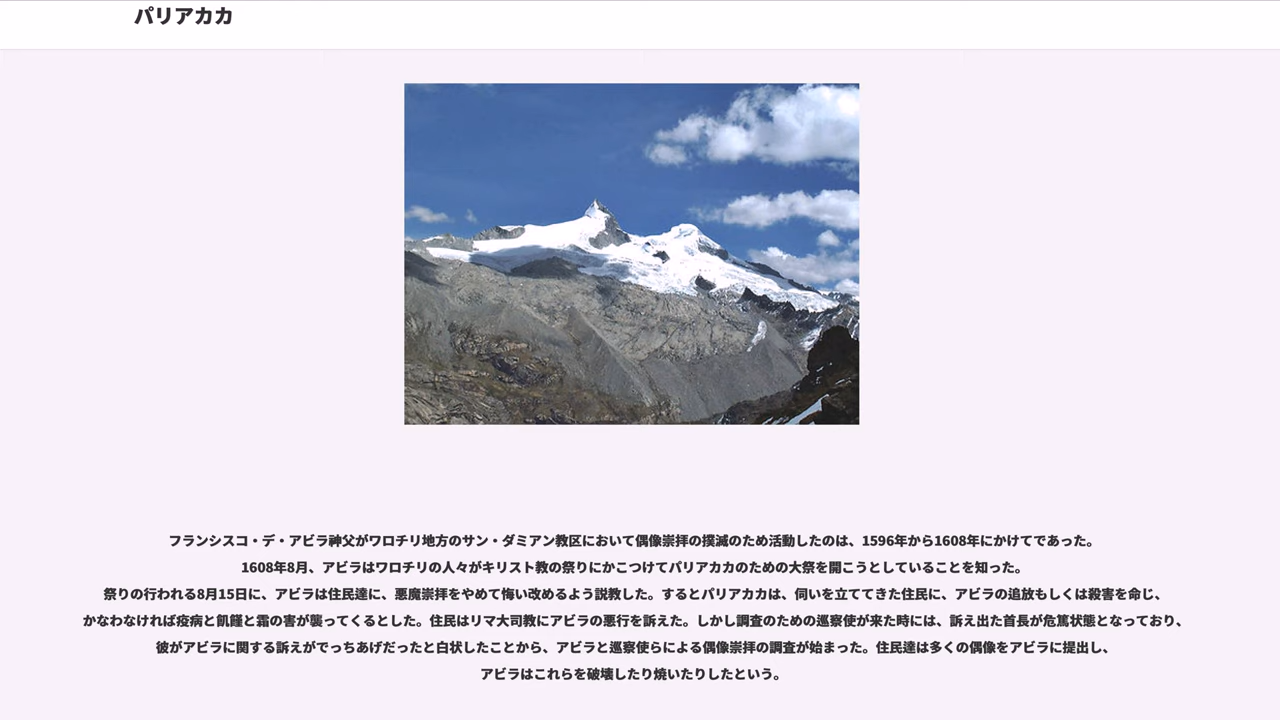 パリアカカ
フランシスコ・デ・アビラ神父がワロチリ地方のサン・ダミアン教区において偶像崇拝の撲滅のため活動したのは、1596年から1608年にかけてであった。
1608年8月、アビラはワロチリの人々がキリスト教の祭りにかこつけてパリアカカのための大祭を開こうとしていることを知った。
祭りの行われる8月15日に、アビラは住民達に、悪魔崇拝をやめて悔い改めるよう説教した。するとパリアカカは、伺いを立ててきた住民に、アビラの追放もしくは殺害を命じ、
かなわなければ疫病と飢饉と霜の害が襲ってくるとした。住民はリマ大司教にアビラの悪行を訴えた。しかし調査のための巡察使が来た時には、訴え出た首長が危篤状態となっており、
彼がアビラに関する訴えがでっちあげだったと白状したことから、アビラと巡察使らによる偶像崇拝の調査が始まった。住民達は多くの偶像をアビラに提出し、
アビラはこれらを破壊したり焼いたりしたという。